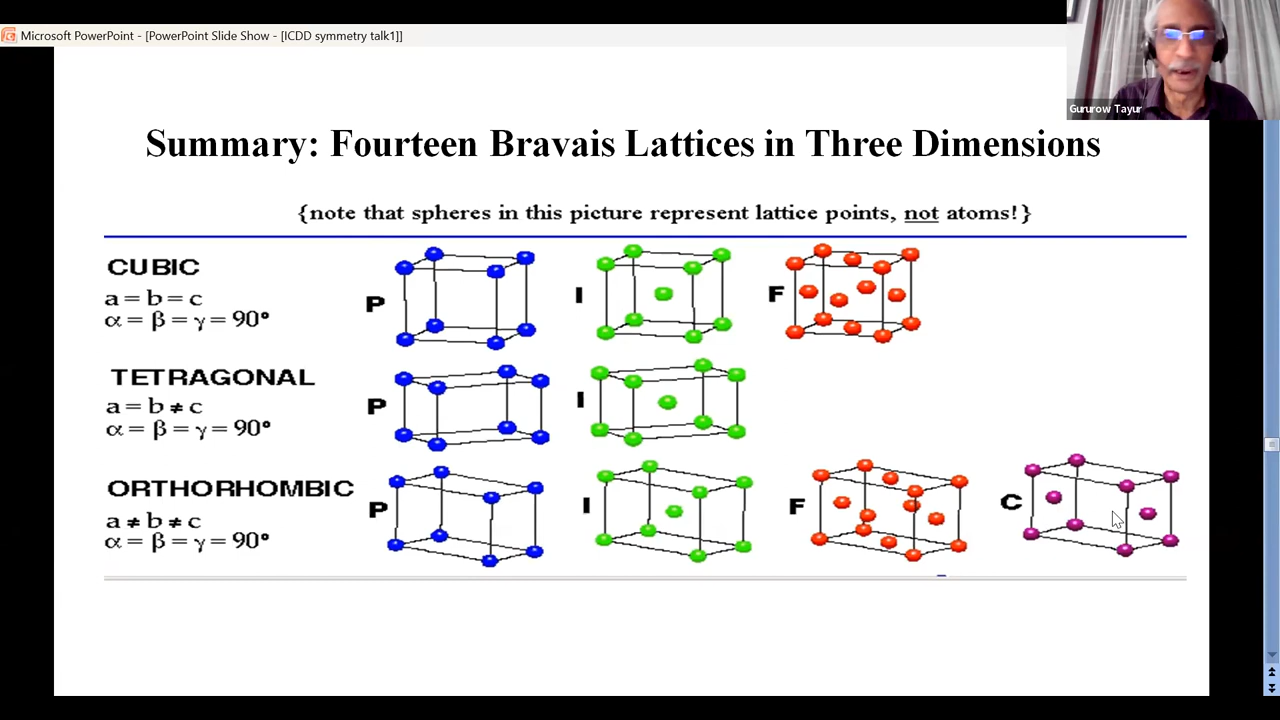 Microsoft PowerPoint - [PowerPoint Slide Show - [ICDD symmetry talk1]]
Gururow Tayur
Summary: Fourteen Bravais Lattices in Three Dimensions
{note that spheres in this picture represent lattice points, not atoms!}
CUBIC
a = b = c
α = β = γ = 90°
P
I
F
TETRAGONAL
a = b ≠ c
α = β = γ = 90°
P
I
ORTHORHOMBIC
a ≠ b ≠ c
α = β = γ = 90°
P
I
F
C